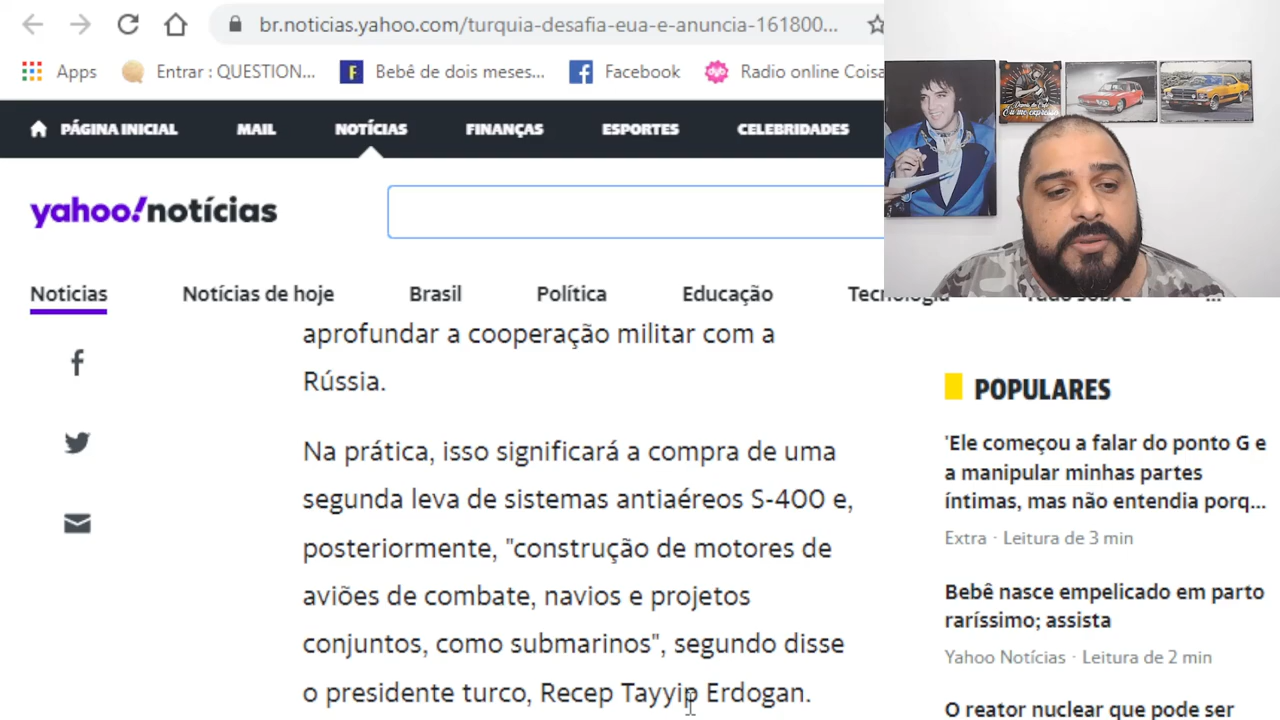 br.noticias.yahoo.com/turquia-desafia-eua-e-anuncia-161800...
Apps
Entrar : QUESTION...
F
Bebê de dois meses...
Facebook
Radio online Coisa
PÁGINA INICIAL
MAIL
NOTÍCIAS
FINANÇAS
ESPORTES
CELEBRIDADES
yahoo!notícias
Noticias
Notícias de hoje
Brasil
Política
Educação
Tecnologia
Tudo sobre
...
aprofundar a cooperação militar com a
Rússia.
Na prática, isso significará a compra de uma
segunda leva de sistemas antiaéreos S-400 e,
posteriormente, "construção de motores de
aviões de combate, navios e projetos
conjuntos, como submarinos", segundo disse
o presidente turco, Recep Tayyip Erdogan.
POPULARES
'Ele começou a falar do ponto G e
a manipular minhas partes
íntimas, mas não entendia porq...
Extra · Leitura de 3 min
Bebê nasce empelicado em parto
raríssimo; assista
Yahoo Notícias · Leitura de 2 min
O reator nuclear que pode ser